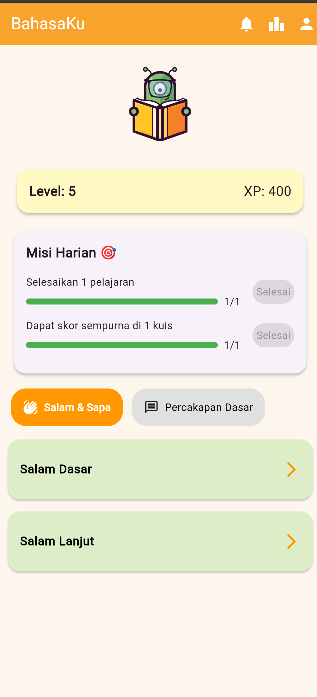 BahasaKu
Level: 5
XP: 400
Misi Harian 🎯
Selesaikan 1 pelajaran
1/1
Selesai
Dapat skor sempurna di 1 kuis
1/1
Selesai
Salam & Sapa
Percakapan Dasar
Salam Dasar
Salam Lanjut